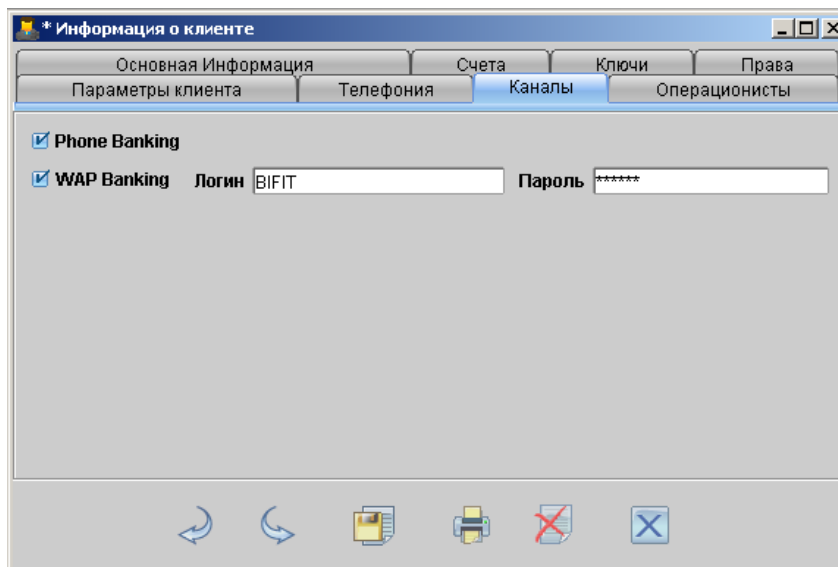 * Информация о клиенте
Основная Информация Счета Ключи Права
Параметры клиента Телефония Каналы Операционисты
Phone Banking
WAP Banking Логин BIFIT Пароль ******